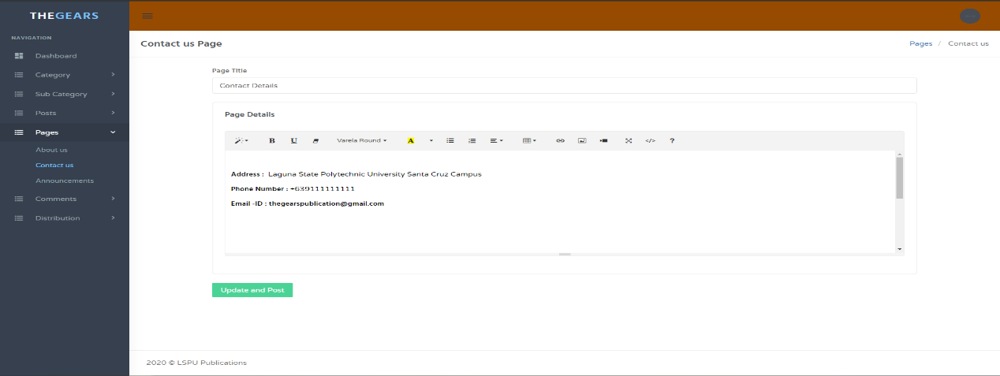 THEGEARS
NAVIGATION
Dashboard
Category
Sub Category
Posts
Pages
About us
Contact us
Announcements
Comments
Distribution
Contact us Page
Pages / Contact us
Page Title
Contact Details
Page Details
B U Varela Round A </> ?
Address : Laguna State Polytechnic University Santa Cruz Campus
Phone Number : +639111111111
Email -ID : thegearspublication@gmail.com
Update and Post
2020 © LSPU Publications